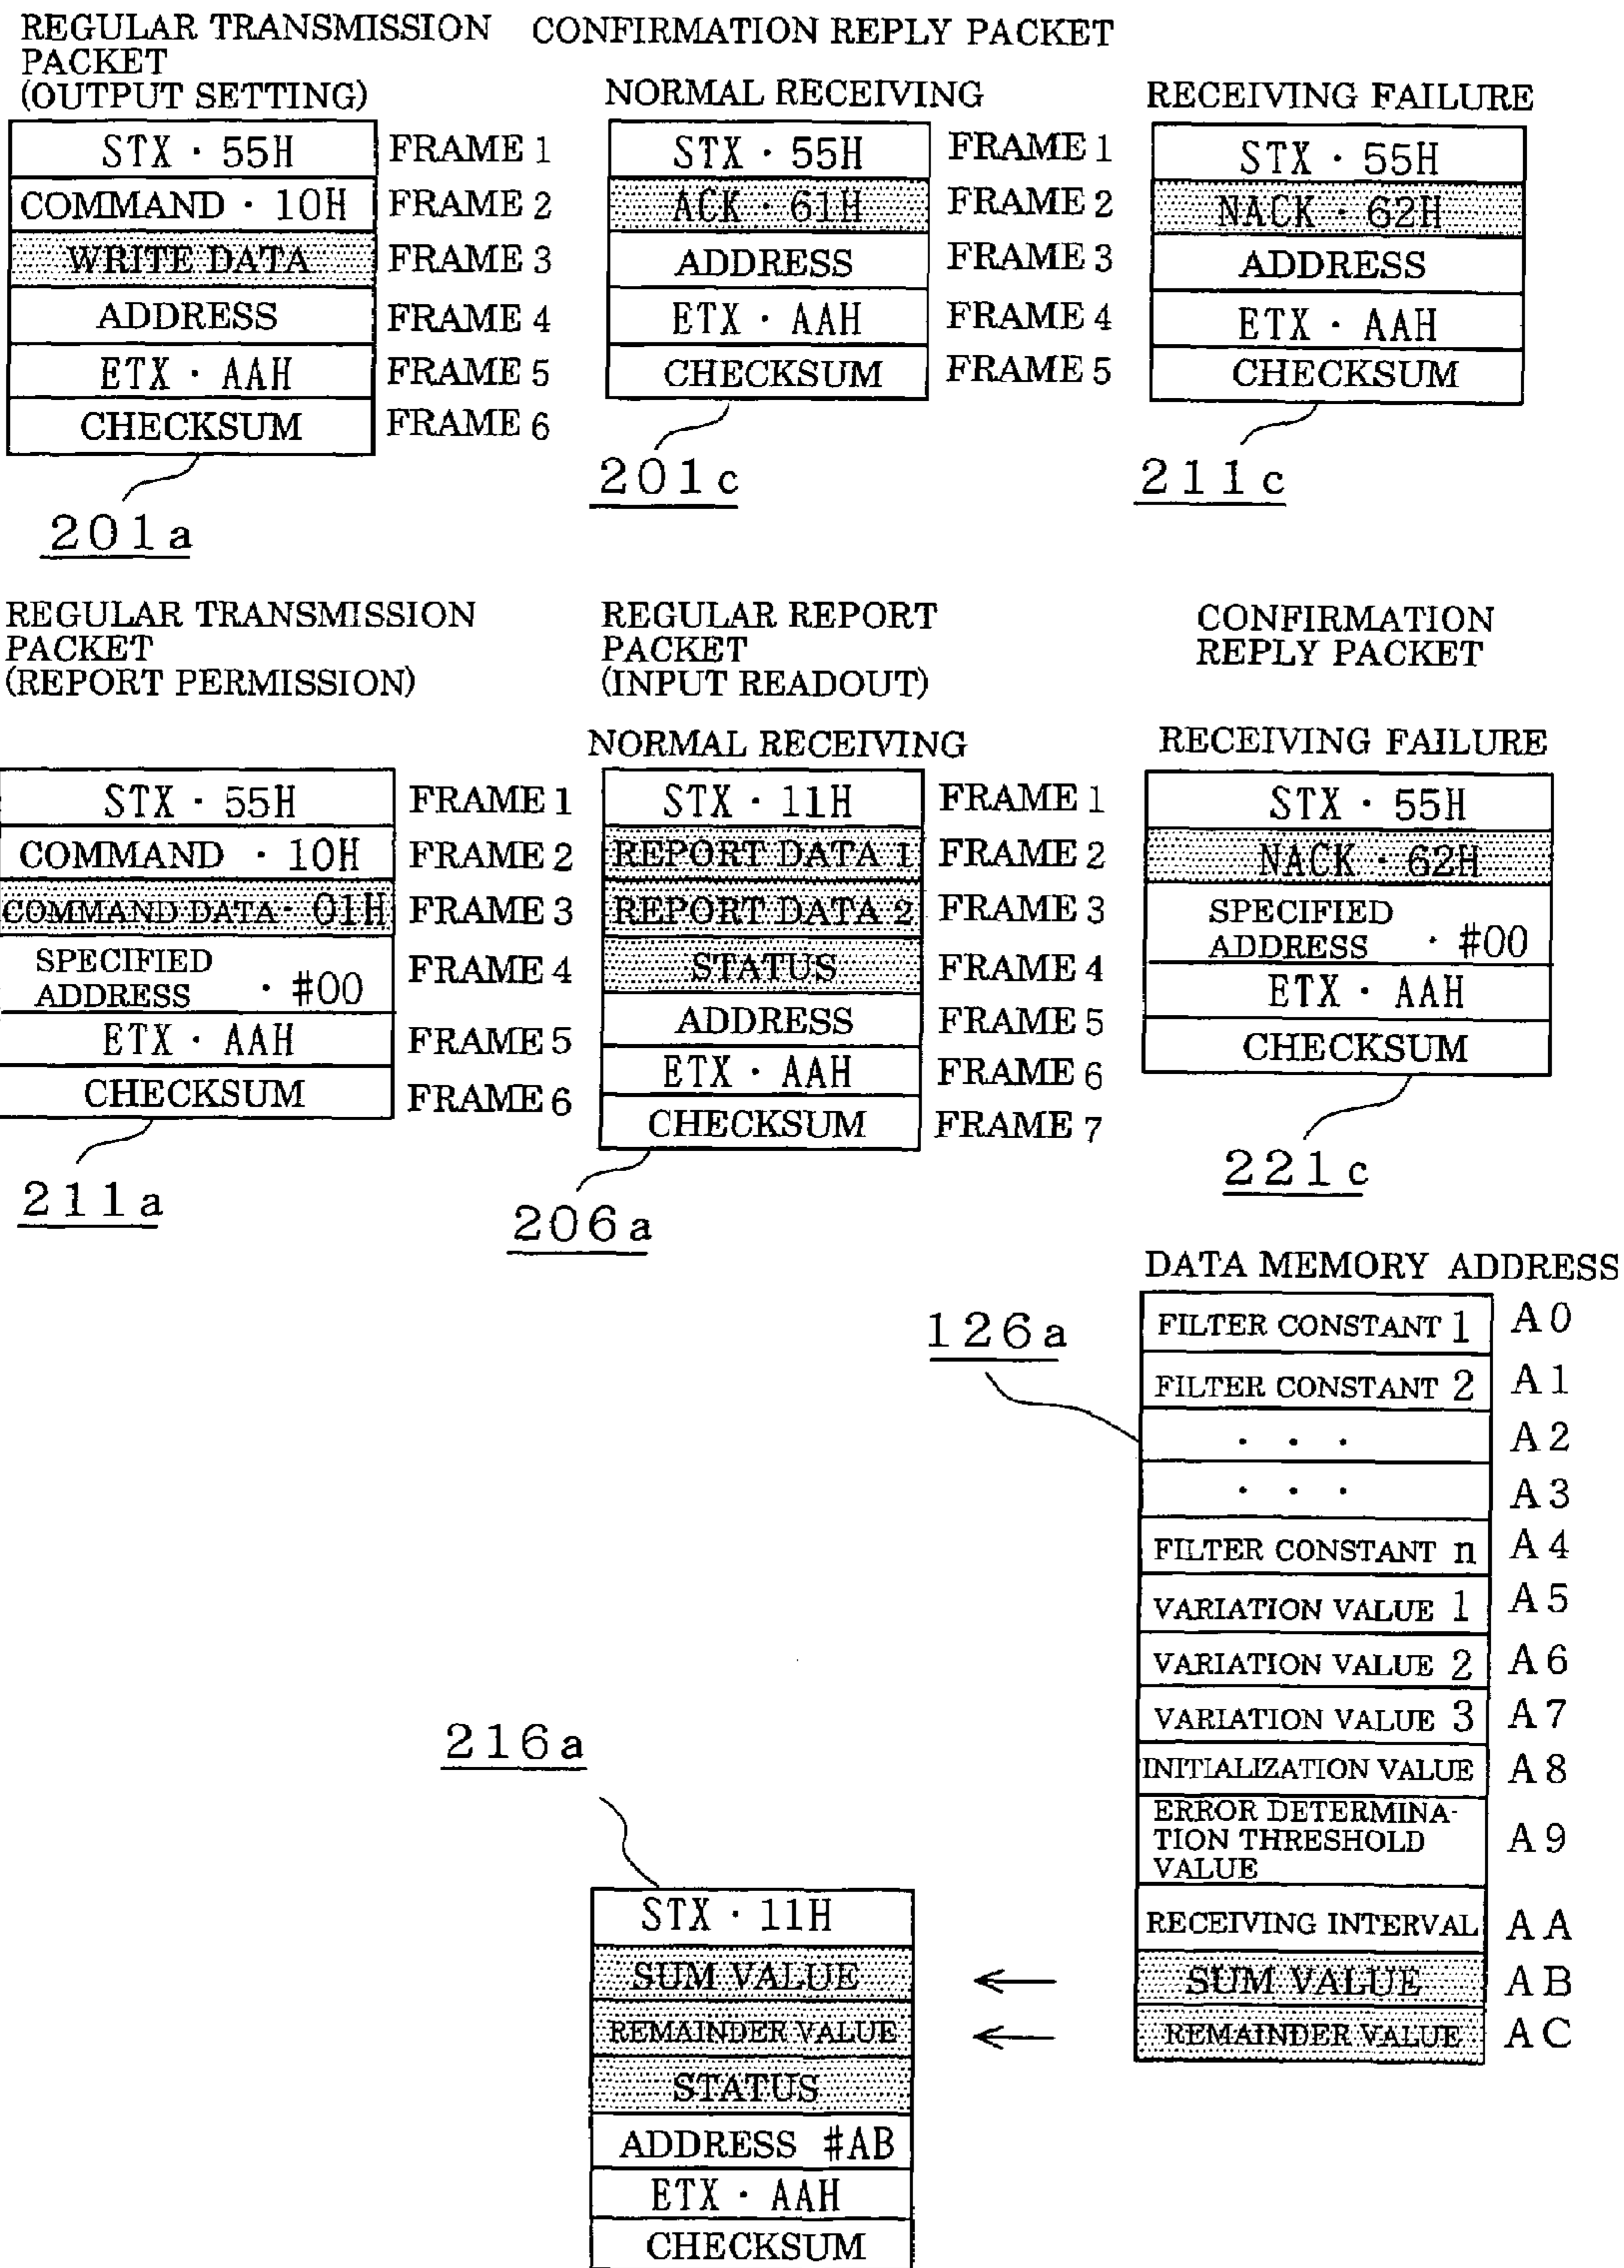 REGULAR TRANSMISSION
PACKET
(OUTPUT SETTING)
STX · 55H FRAME 1
COMMAND · 10H FRAME 2
WRITE DATA FRAME 3
ADDRESS FRAME 4
ETX · AAH FRAME 5
CHECKSUM FRAME 6
201a
CONFIRMATION REPLY PACKET
NORMAL RECEIVING
STX · 55H FRAME 1
ACK · 61H FRAME 2
ADDRESS FRAME 3
ETX · AAH FRAME 4
CHECKSUM FRAME 5
201c
RECEIVING FAILURE
STX · 55H
NACK · 62H
ADDRESS
ETX · AAH
CHECKSUM
211c
REGULAR TRANSMISSION
PACKET
(REPORT PERMISSION)
STX · 55H FRAME 1
COMMAND · 10H FRAME 2
COMMAND DATA · 01H FRAME 3
SPECIFIED
ADDRESS · #00 FRAME 4
ETX · AAH FRAME 5
CHECKSUM FRAME 6
211a
REGULAR REPORT
PACKET
(INPUT READOUT)
NORMAL RECEIVING
STX · 11H FRAME 1
REPORT DATA 1 FRAME 2
REPORT DATA 2 FRAME 3
STATUS FRAME 4
ADDRESS FRAME 5
ETX · AAH FRAME 6
CHECKSUM FRAME 7
206a
CONFIRMATION
REPLY PACKET
RECEIVING FAILURE
STX · 55H
NACK · 62H
SPECIFIED
ADDRESS · #00
ETX · AAH
CHECKSUM
221c
DATA MEMORY ADDRESS
126a
FILTER CONSTANT 1 A0
FILTER CONSTANT 2 A1
· · · A2
· · · A3
FILTER CONSTANT n A4
VARIATION VALUE 1 A5
VARIATION VALUE 2 A6
VARIATION VALUE 3 A7
INITIALIZATION VALUE A8
ERROR DETERMINA-
TION THRESHOLD A9
VALUE
RECEIVING INTERVAL AA
SUM VALUE AB
REMAINDER VALUE AC
216a
STX · 11H
SUM VALUE
REMAINDER VALUE
STATUS
ADDRESS #AB
ETX · AAH
CHECKSUM